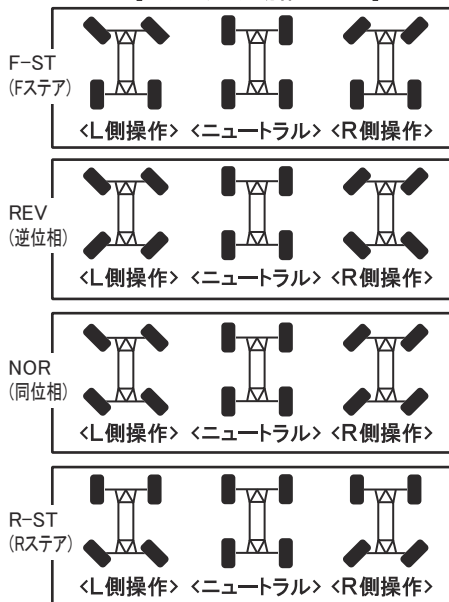 F-ST
(Fステア)
<L側操作> <ニュートラル> <R側操作>
REV
(逆位相)
<L側操作> <ニュートラル> <R側操作>
NOR
(同位相)
<L側操作> <ニュートラル> <R側操作>
R-ST
(Rステア)
<L側操作> <ニュートラル> <R側操作>